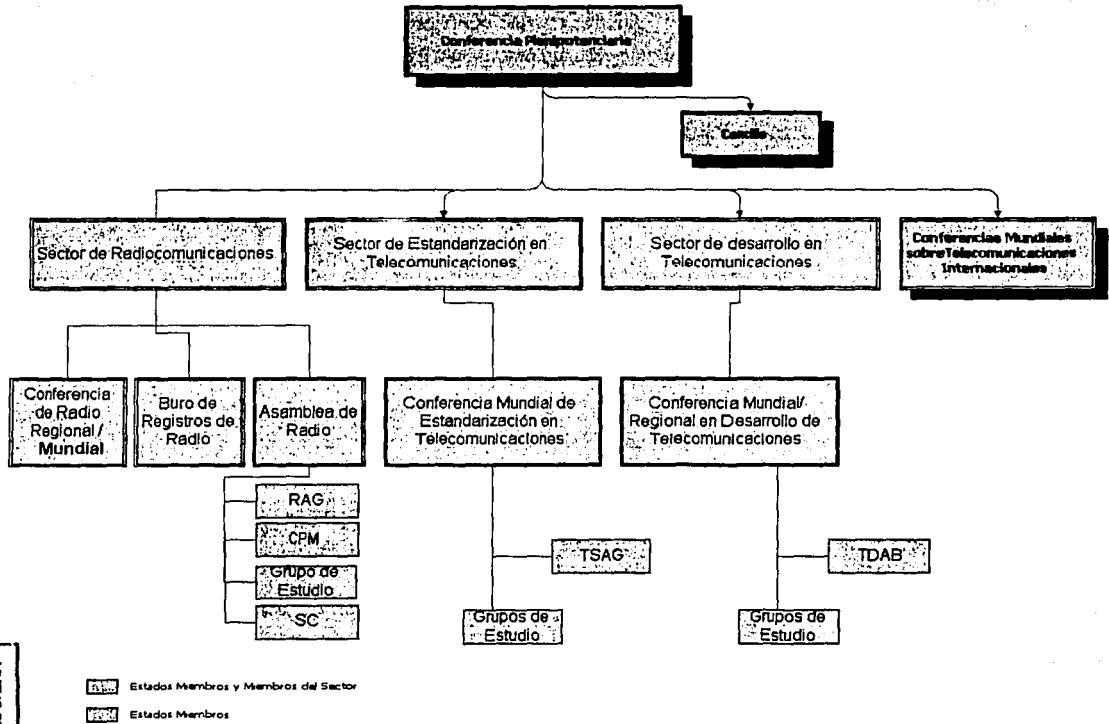 Conferencia Plenipotenciaria
Concilio
Sector de Radiocomunicaciones
Sector de Estandarización en
Telecomunicaciones
Sector de desarrollo en
Telecomunicaciones
Conferencias Mundiales
sobre Telecomunicaciones
Internacionales
Conferencia
de Radio
Regional /
Mundial
Buro de
Registros de
Radio
Asamblea de
Radio
Conferencia Mundial de
Estandarización en
Telecomunicaciones
Conferencia Mundial/
Regional en Desarrollo de
Telecomunicaciones
RAG
CPM
Grupo de
Estudio
SC
TSAG
Grupos de
Estudio
TDAB
Grupos de
Estudio
Estados Miembros y Miembros del Sector
Estados Miembros